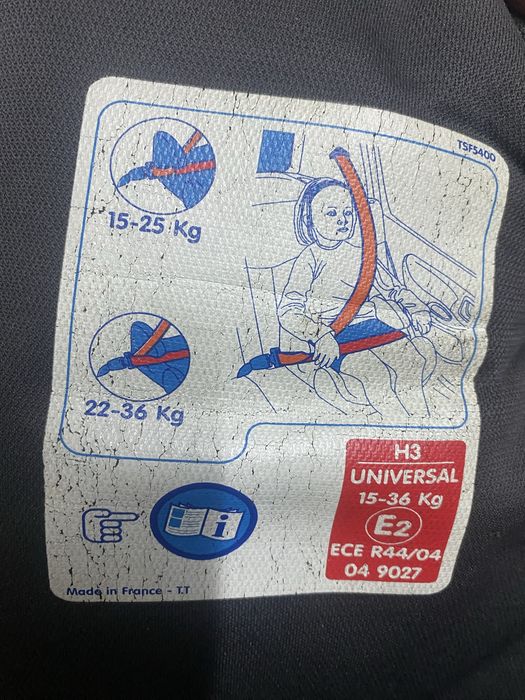 TSF5400
15-25 Kg
22-36 Kg
H3
UNIVERSAL
15-36 Kg
E2
ECE R44/04
04 9027
i
Made in France - T.T